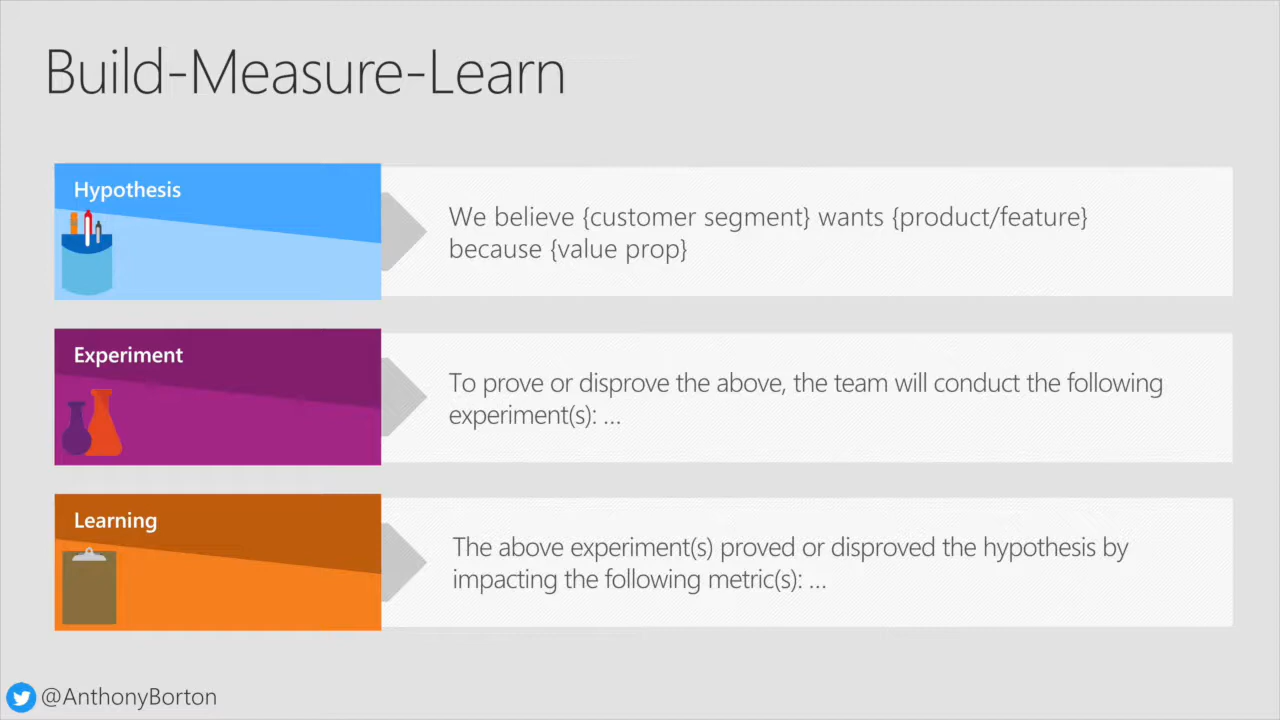 Build-Measure-Learn
Hypothesis
We believe {customer segment} wants {product/feature}
because {value prop}
Experiment
To prove or disprove the above, the team will conduct the following
experiment(s): ...
Learning
The above experiment(s) proved or disproved the hypothesis by
impacting the following metric(s): ...
@AnthonyBorton